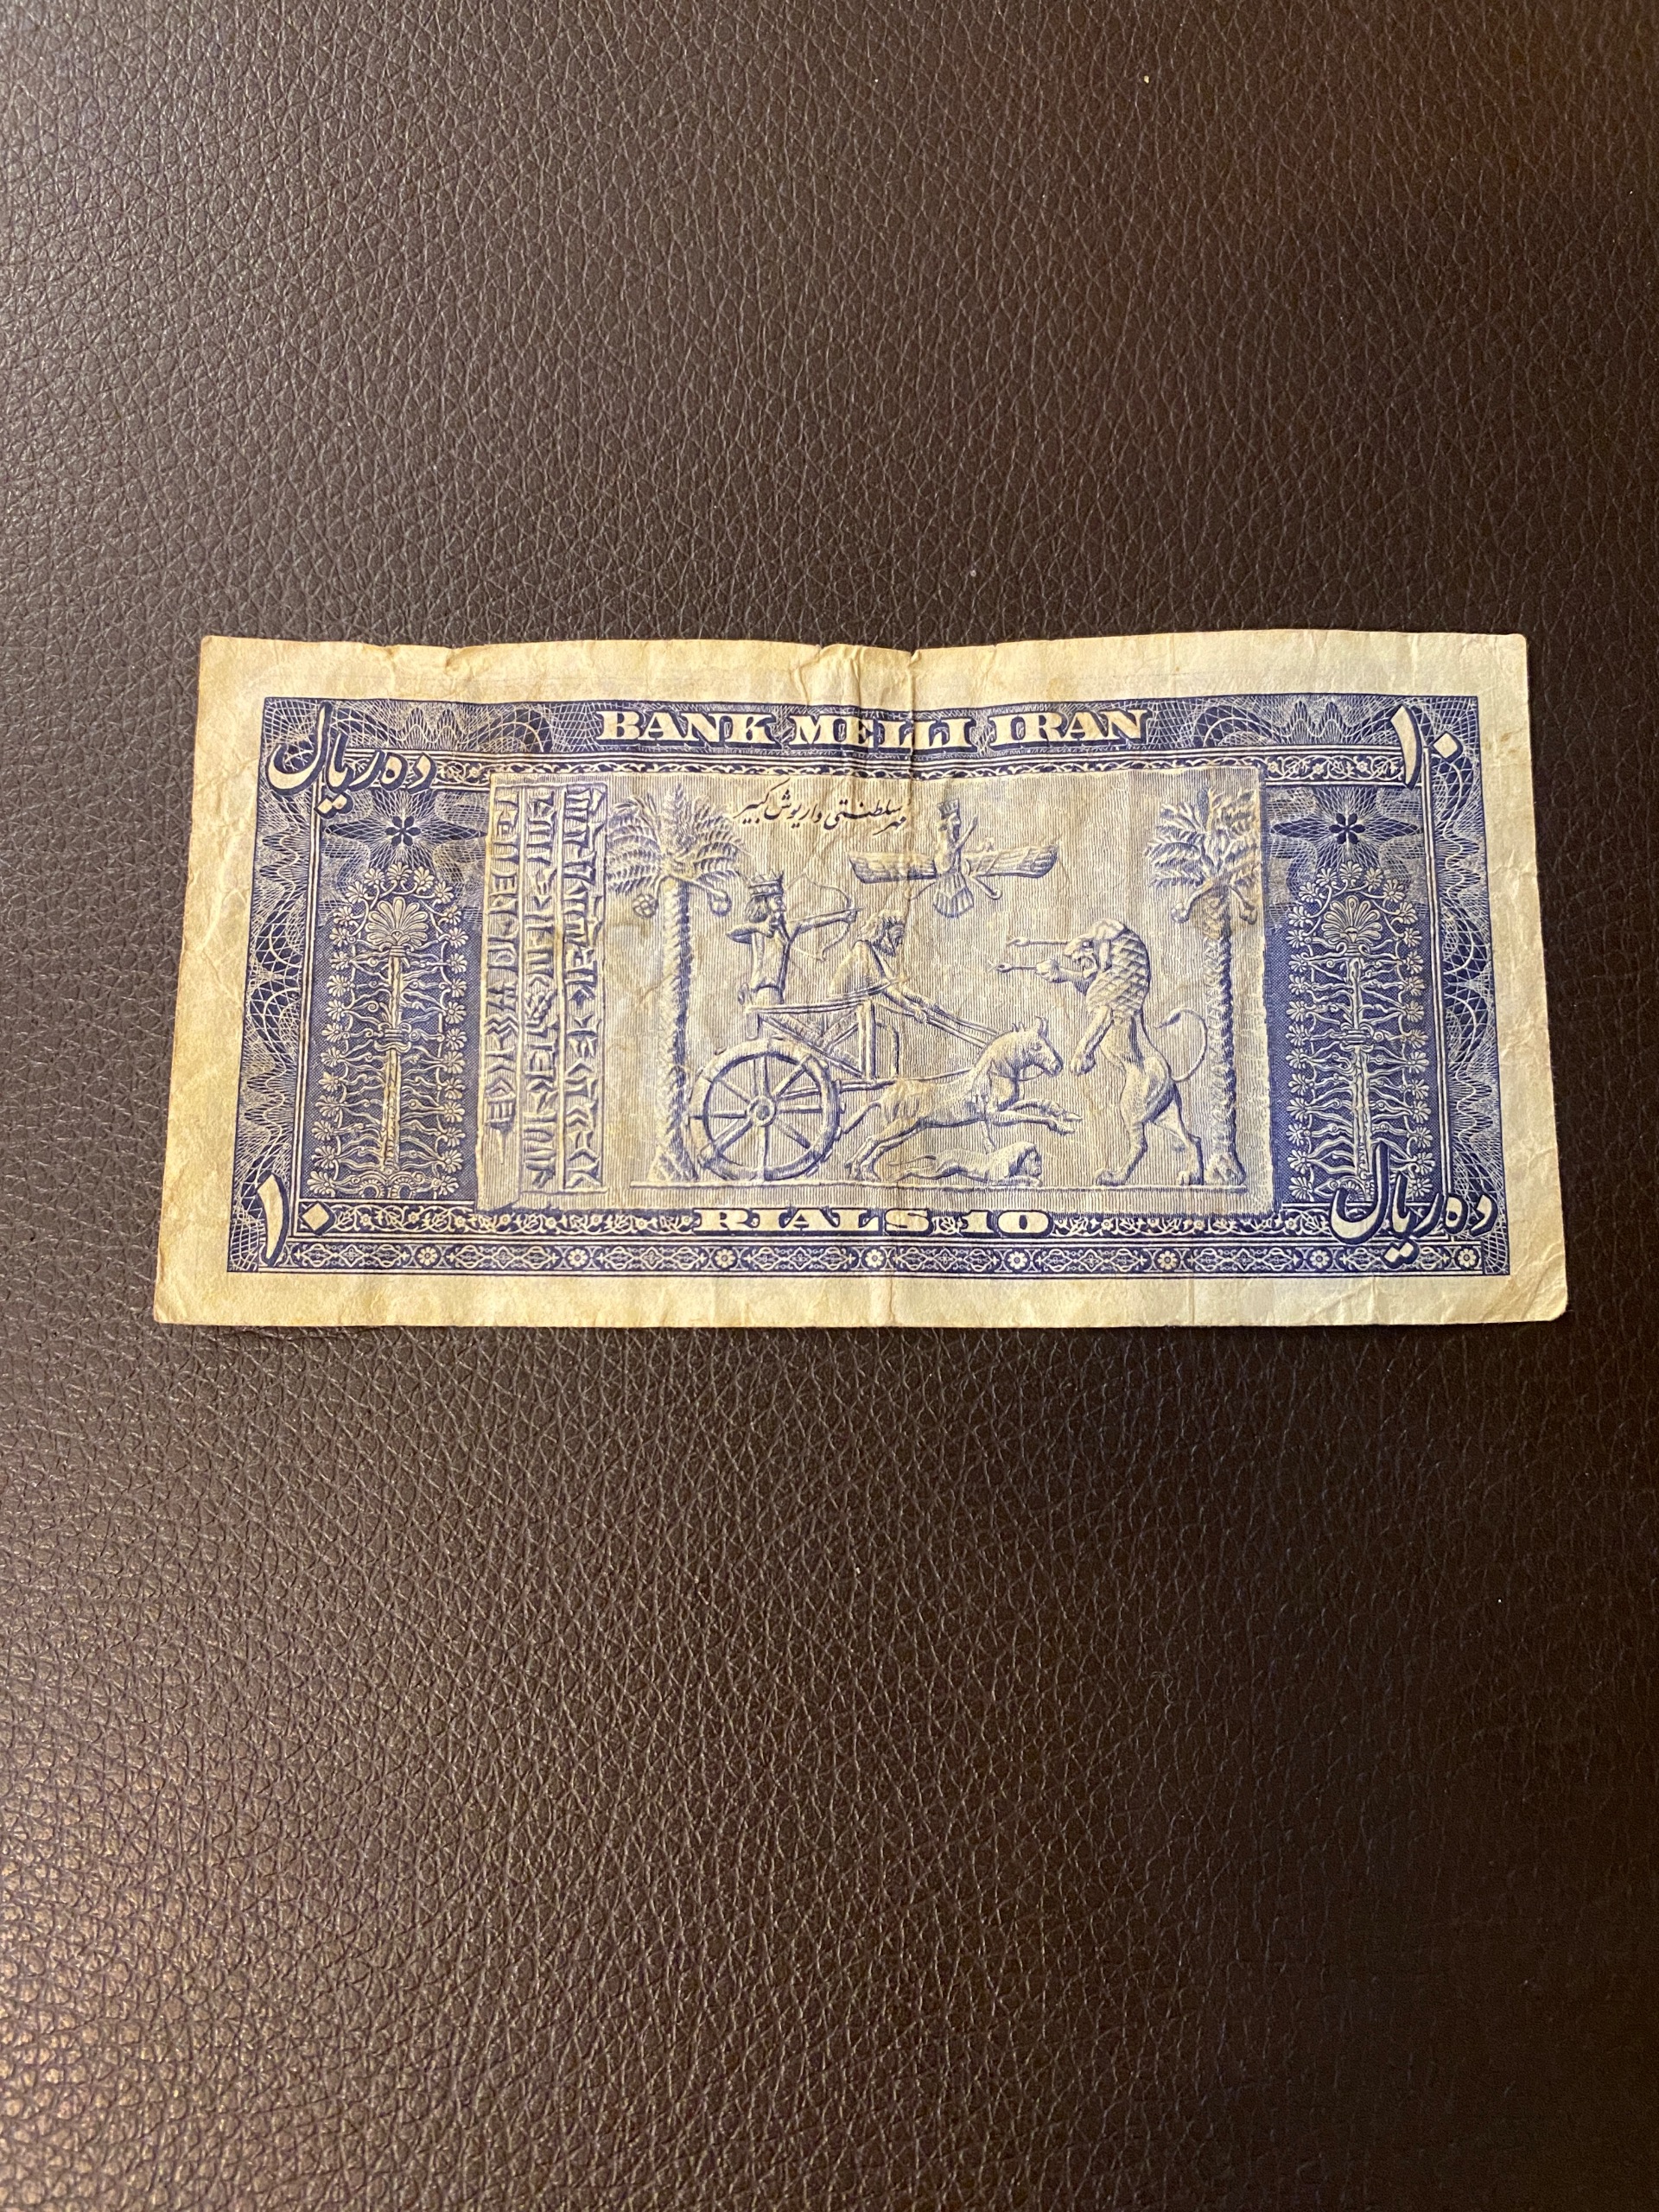 BANK MELLI IRAN
ده ریال
۱۰
مهر سلطنتی داریوش کبیر
RIALS 10
۱۰
ده ریال